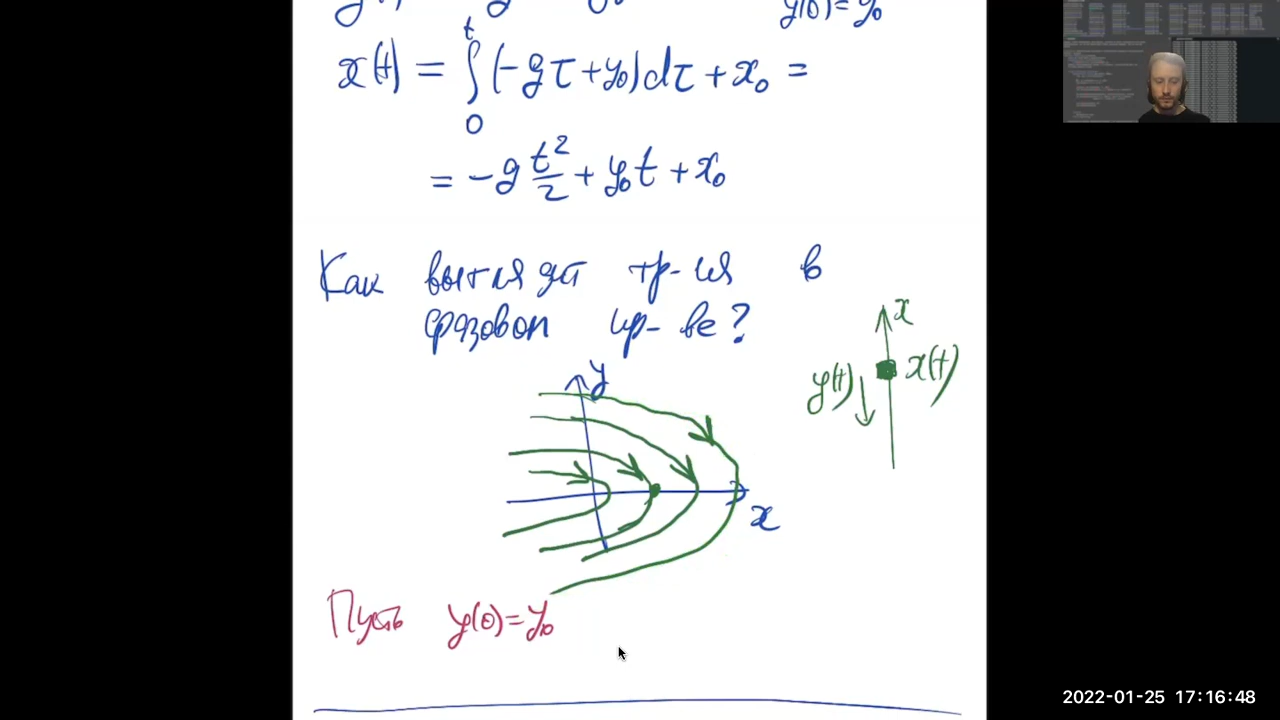 y(0) = y₀
x(t) = ∫₀ᵗ (-gτ + y₀)dτ + x₀ =
= -g t²/2 + y₀t + x₀
Как выглядят тр-ия в
фазовом пр-ве?
y
x
x
y(t)
x(t)
Пусть y(0) = y₀
2022-01-25 17:16:48